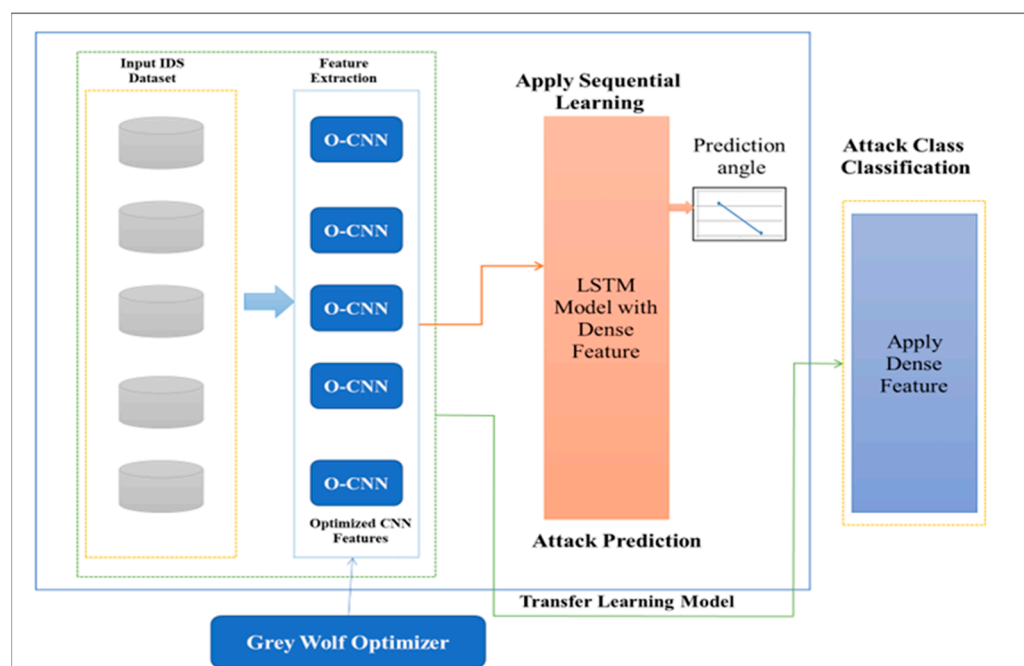 Input IDS
Dataset
Feature
Extraction
O-CNN
O-CNN
O-CNN
O-CNN
O-CNN
Optimized CNN
Features
Grey Wolf Optimizer
Apply Sequential
Learning
LSTM
Model with
Dense
Feature
Attack Prediction
Prediction
angle
Transfer Learning Model
Attack Class
Classification
Apply
Dense
Feature